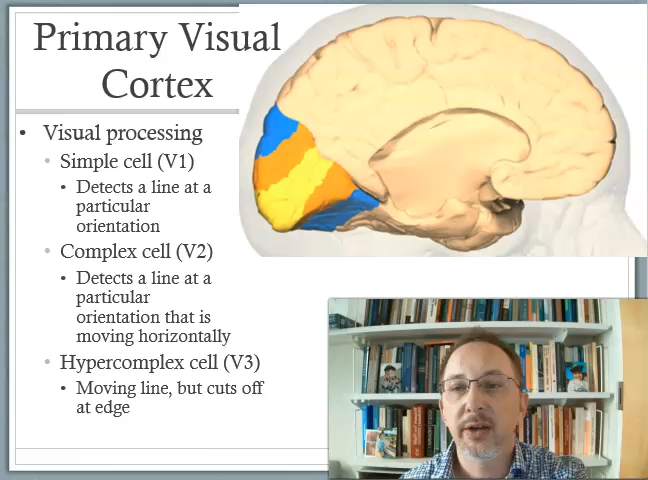 Primary Visual
Cortex
• Visual processing
• Simple cell (V1)
• Detects a line at a
particular
orientation
• Complex cell (V2)
• Detects a line at a
particular
orientation that is
moving horizontally
• Hypercomplex cell (V3)
• Moving line, but cuts off
at edge